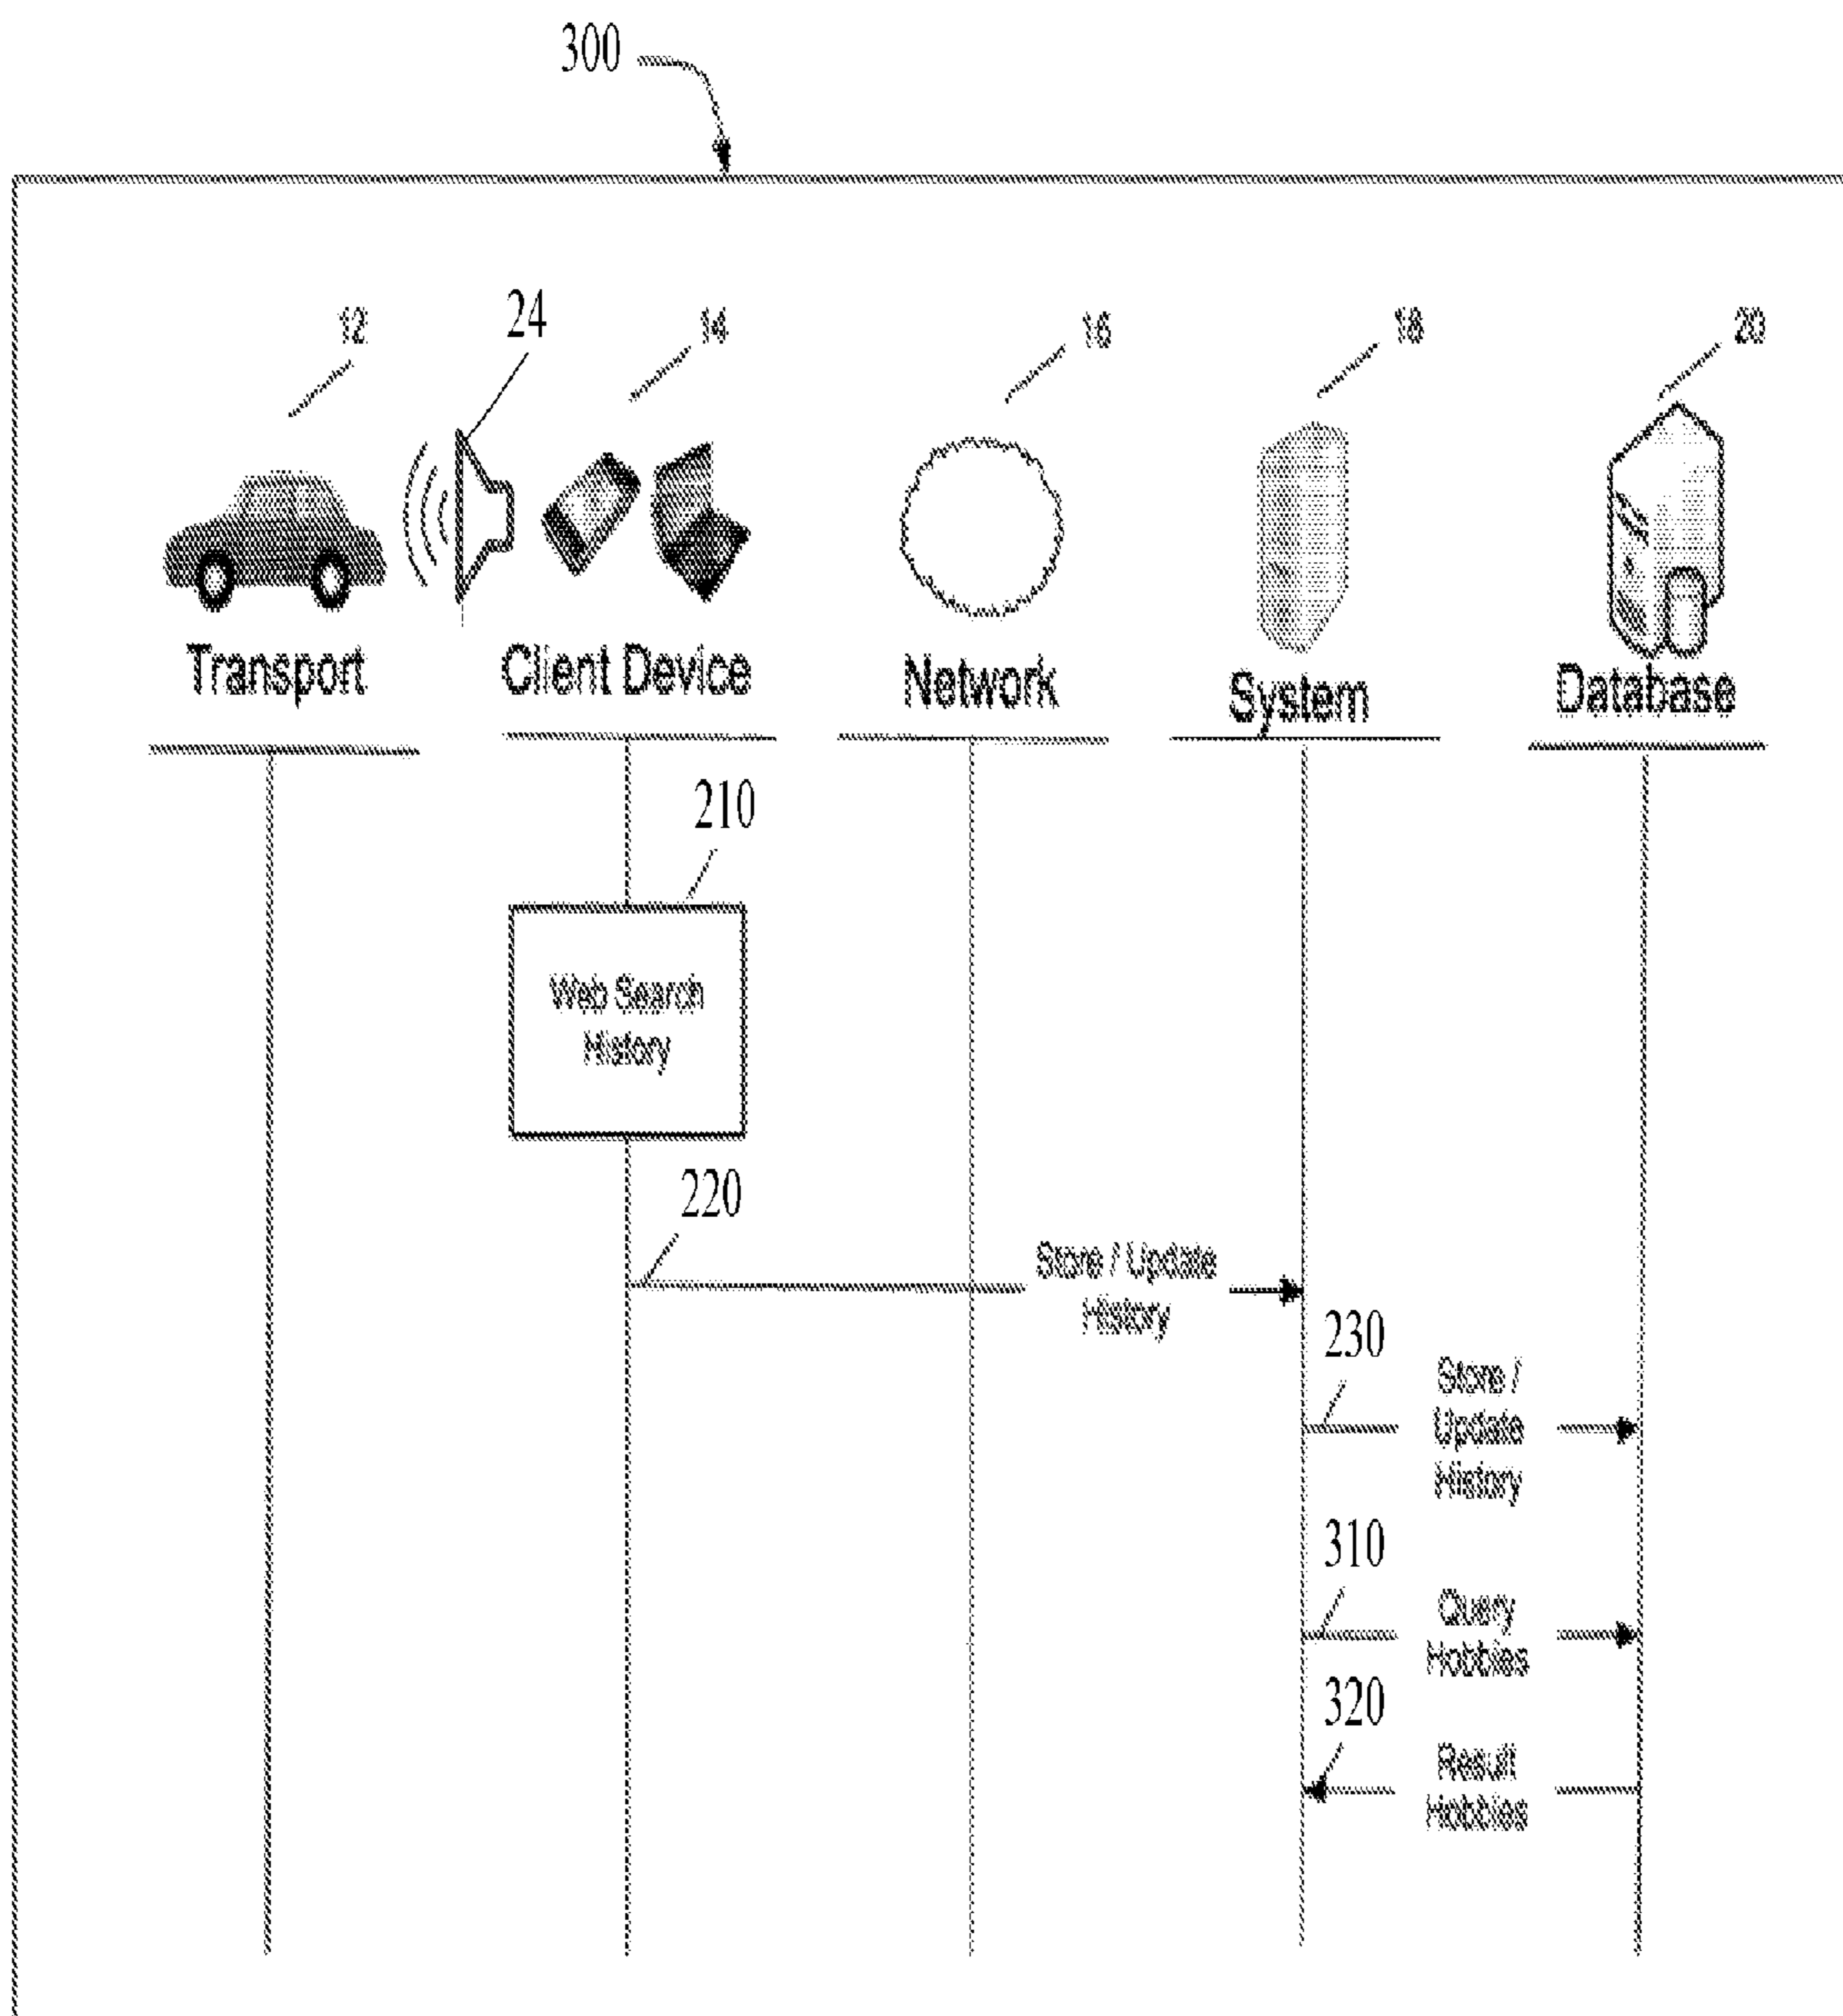 300
12
24
14
16
18
20
Transport
Client Device
Network
System
Database
210
Web Search
History
220
Store / Update
History
230
Store /
Update
History
310
Query
Hobbies
320
Result
Hobbies